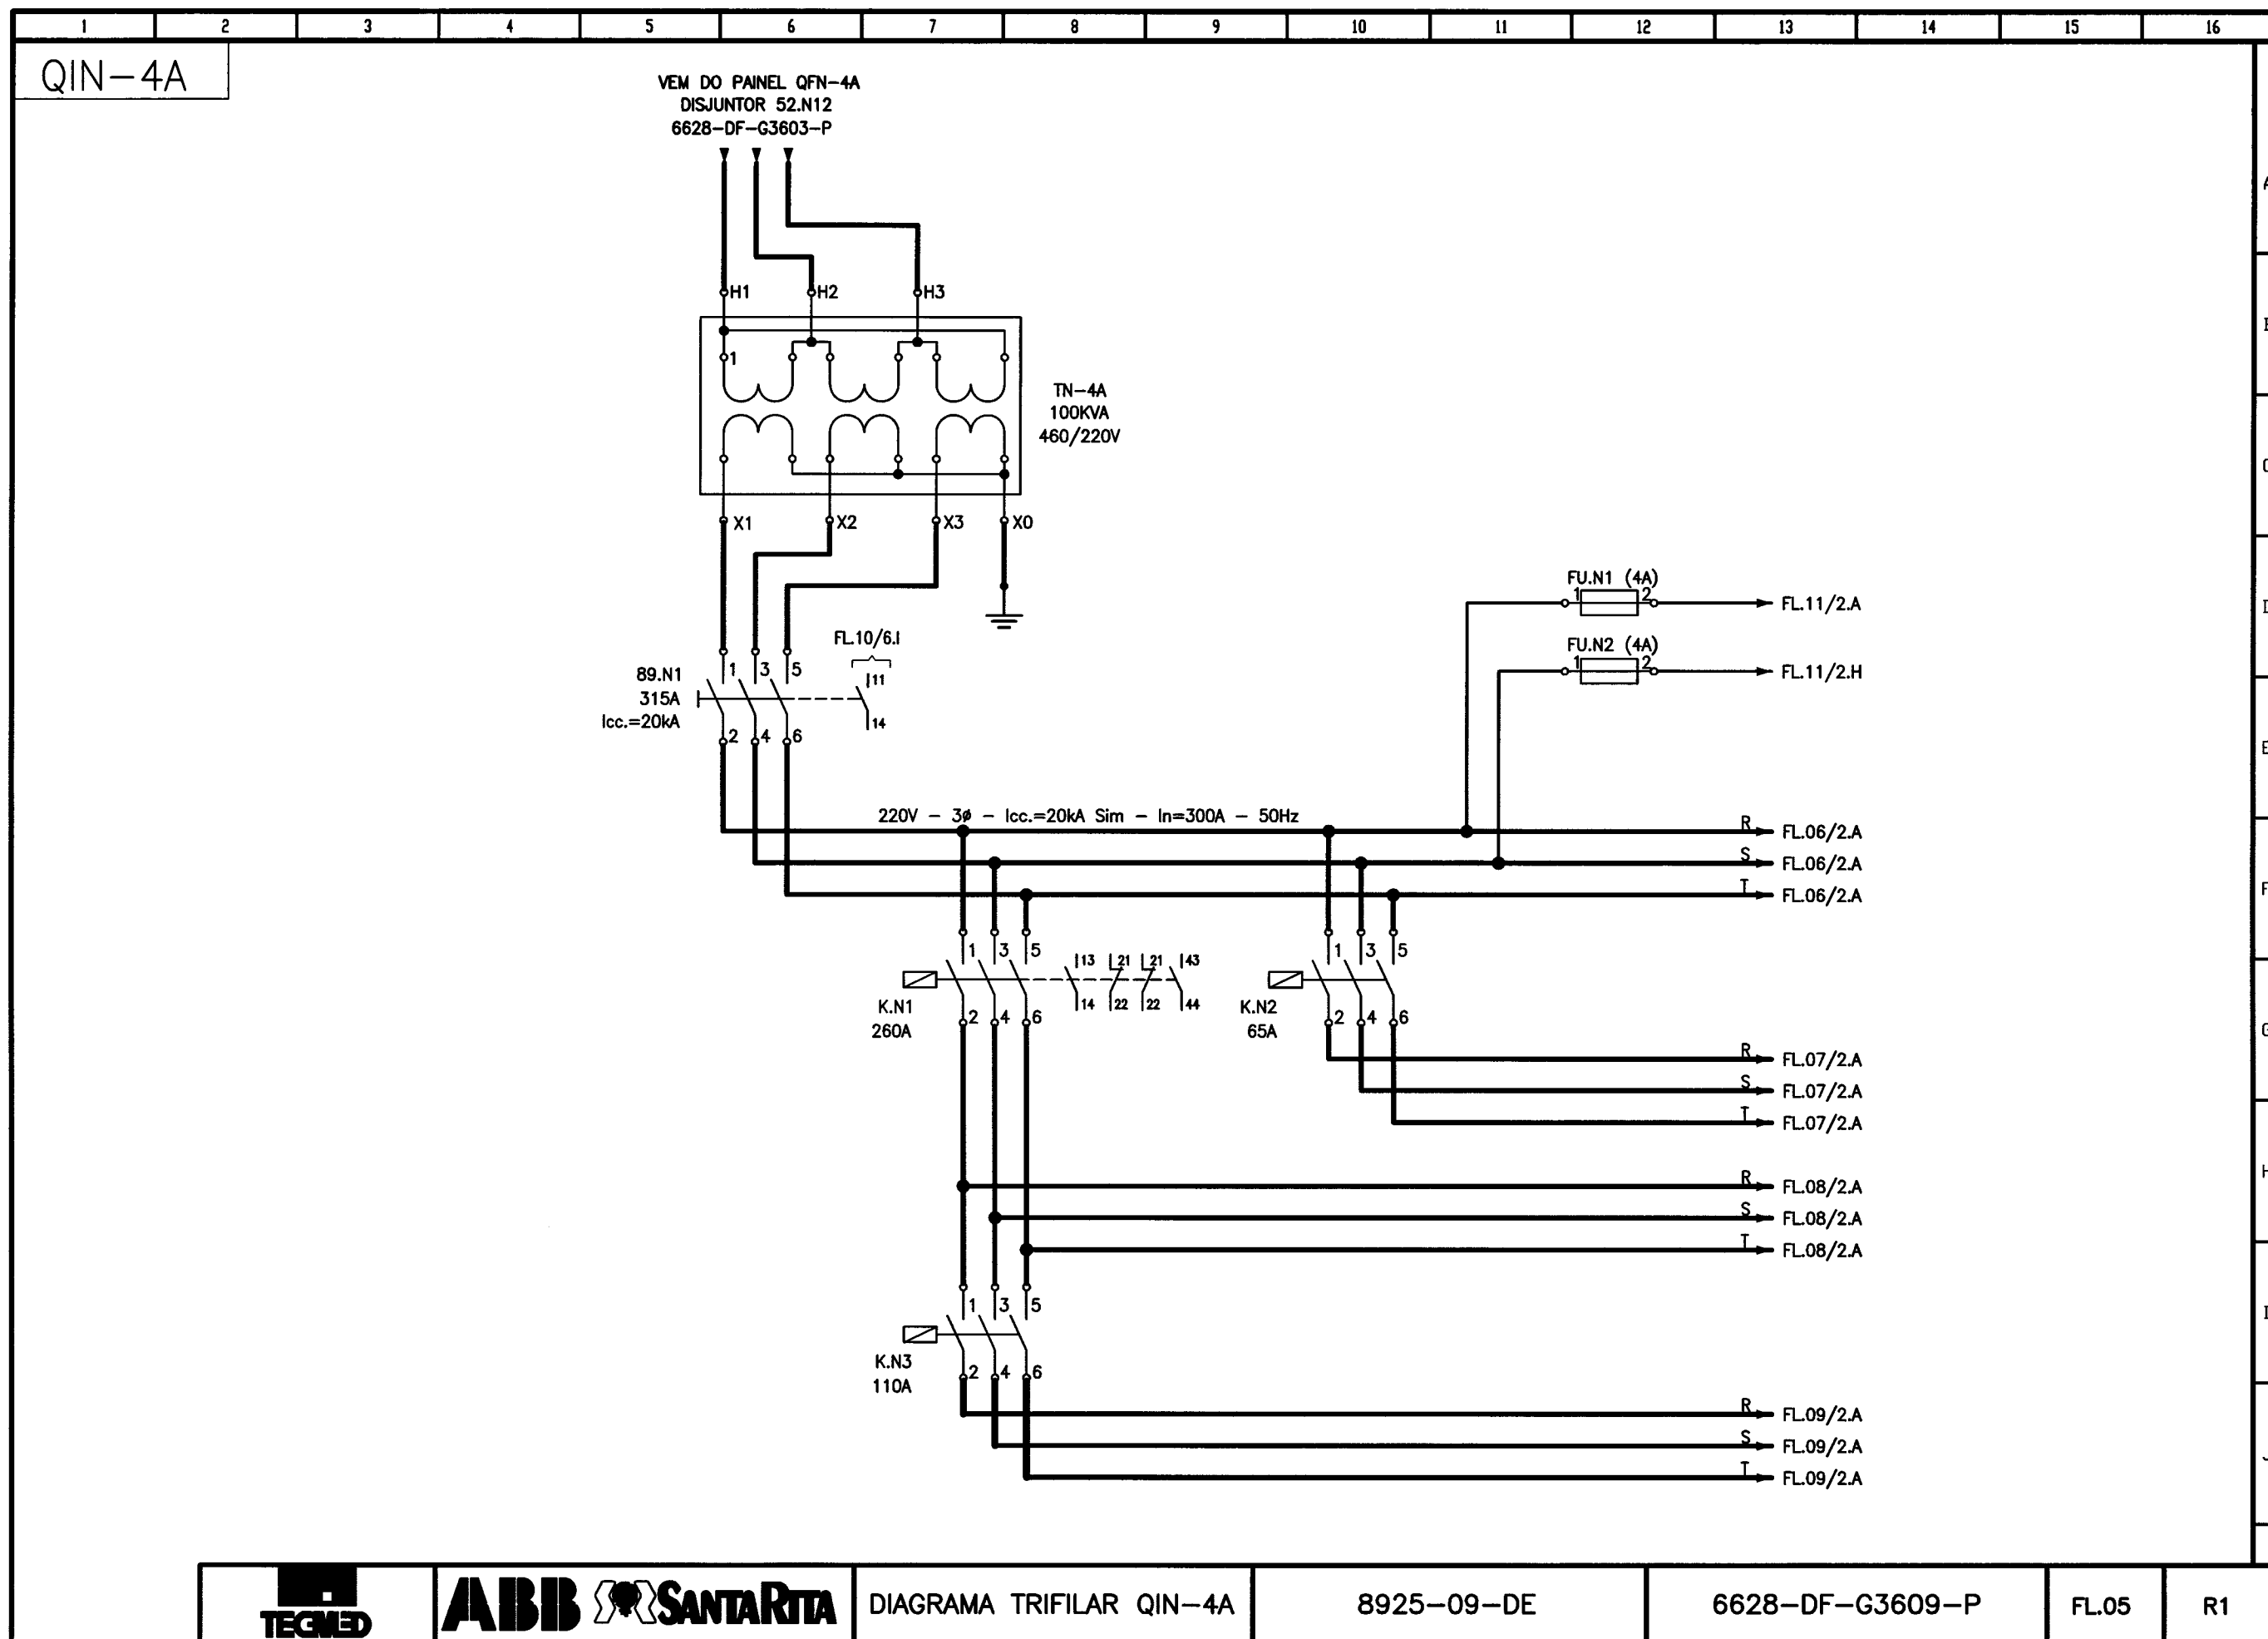 1 2 3 4 5 6 7 8 9 10 11 12 13 14 15 16
QIN-4A
VEM DO PAINEL QFN-4A
DISJUNTOR 52.N12
6628-DF-G3603-P
H1 H2 H3
1
TN-4A
100KVA
460/220V
X1 X2 X3 X0
FU.N1 (4A)
1 2
FL.11/2.A
FU.N2 (4A)
1 2
FL.11/2.H
FL.10/6.I
89.N1
315A
Icc.=20kA
1 3 5 11
2 4 6 14
220V - 3ø - Icc.=20kA Sim - In=300A - 50Hz
R FL.06/2.A
S FL.06/2.A
T FL.06/2.A
1 3 5 13 21 21 43
2 4 6 14 22 22 44
K.N1
260A
1 3 5
2 4 6
K.N2
65A
R FL.07/2.A
S FL.07/2.A
T FL.07/2.A
R FL.08/2.A
S FL.08/2.A
T FL.08/2.A
1 3 5
2 4 6
K.N3
110A
R FL.09/2.A
S FL.09/2.A
T FL.09/2.A
E
F
TEGMED
ABB SANTARITA
DIAGRAMA TRIFILAR QIN-4A
8925-09-DE
6628-DF-G3609-P
FL.05
R1